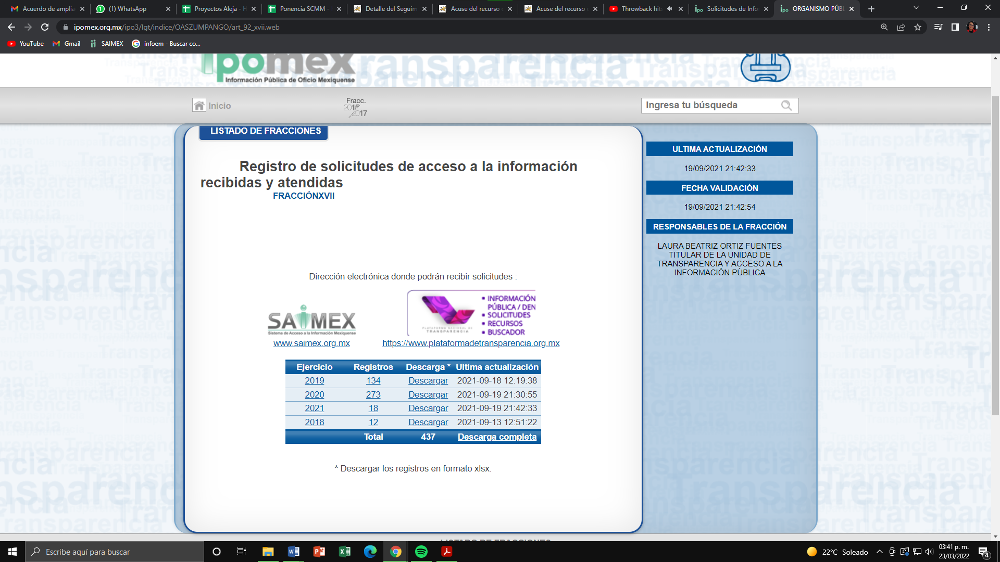 Acuerdo de amplia
(1) WhatsApp
Proyectos Aleja - H
Ponencia SCMM -
Detalle del Seguim
Acuse del recurso
Acuse del recurso
Throwback hits
Solicitudes de Info
ORGANISMO PÚBL
ipomex.org.mx/ipo3/lgt/indice/OASZUMPANGO/art_92_xvii.web
YouTube
Gmail
SAIMEX
infoem - Buscar co...
ipomex
Información Pública de Oficio Mexiquense
Inicio
Fracc.
2015
2017
Ingresa tu búsqueda
LISTADO DE FRACCIONES
Registro de solicitudes de acceso a la información
recibidas y atendidas
FRACCIÓNXVII
ULTIMA ACTUALIZACIÓN
19/09/2021 21:42:33
FECHA VALIDACIÓN
19/09/2021 21:42:54
RESPONSABLES DE LA FRACCIÓN
LAURA BEATRIZ ORTIZ FUENTES
TITULAR DE LA UNIDAD DE
TRANSPARENCIA Y ACCESO A LA
INFORMACIÒN PÙBLICA
Dirección electrónica donde podrán recibir solicitudes :
SAIMEX
Sistema de Acceso a la Información Mexiquense
www.saimex.org.mx
PLATAFORMA NACIONAL DE
TRANSPARENCIA
▪ INFORMACIÓN
PÚBLICA / DEN
▪ SOLICITUDES
▪ RECURSOS
▪ BUSCADOR
https://www.plataformadetransparencia.org.mx
Ejercicio Registros Descarga * Ultima actualización
2019 134 Descargar 2021-09-18 12:19:38
2020 273 Descargar 2021-09-19 21:30:55
2021 18 Descargar 2021-09-19 21:42:33
2018 12 Descargar 2021-09-13 12:51:22
Total 437 Descarga completa
* Descargar los registros en formato xlsx.
LISTADO DE FRACCIONES
Escribe aquí para buscar
22°C Soleado
03:41 p. m.
23/03/2022
4